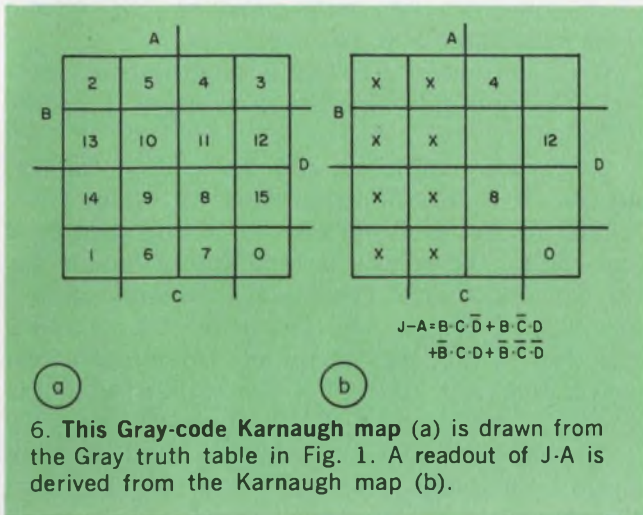 A
A
2 5 4 3
X X 4
B
B
13 10 11 12
X X 12
D
D
14 9 8 15
X X 8
1 6 7 0
X X 0
C
C
J-A=B·C·D̅+B·C̅·D
+B̅·C·D+B̅·C̅·D̅
a
b
6. This Gray-code Karnaugh map (a) is drawn from
the Gray truth table in Fig. 1. A readout of J-A is
derived from the Karnaugh map (b).